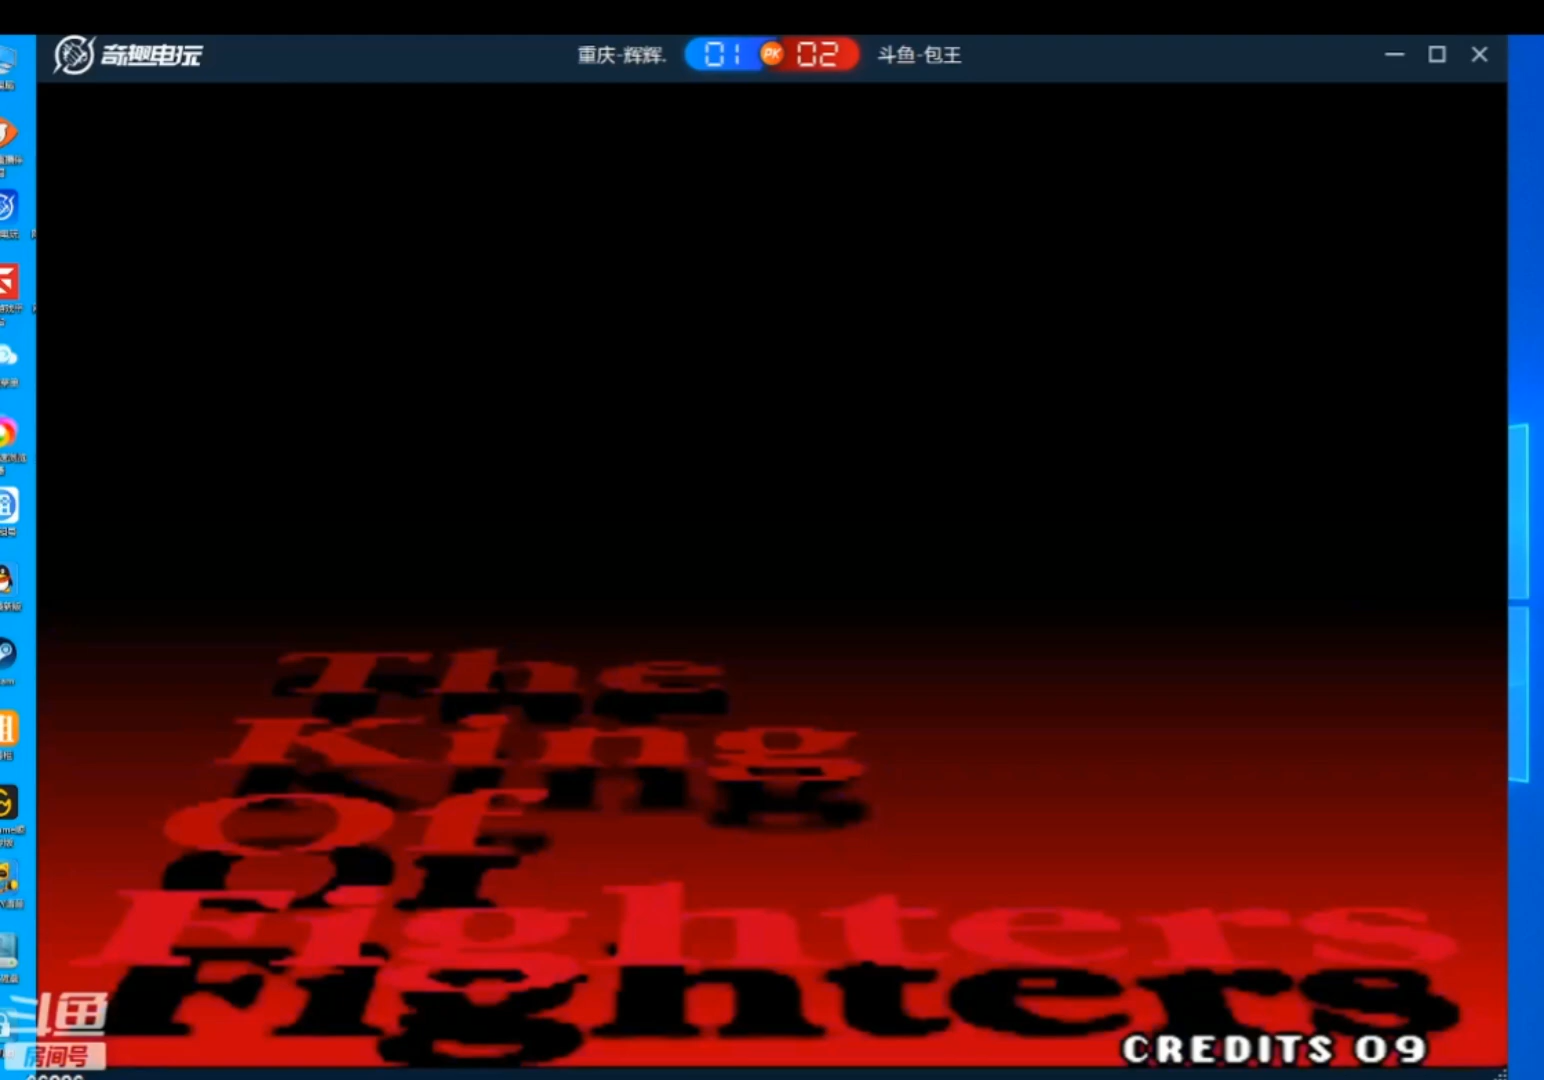 奇趣电玩
重庆-辉辉.
01 PK 02
斗鱼-包王
The
King
Of
Fighters
CREDITS 09
斗鱼
房间号